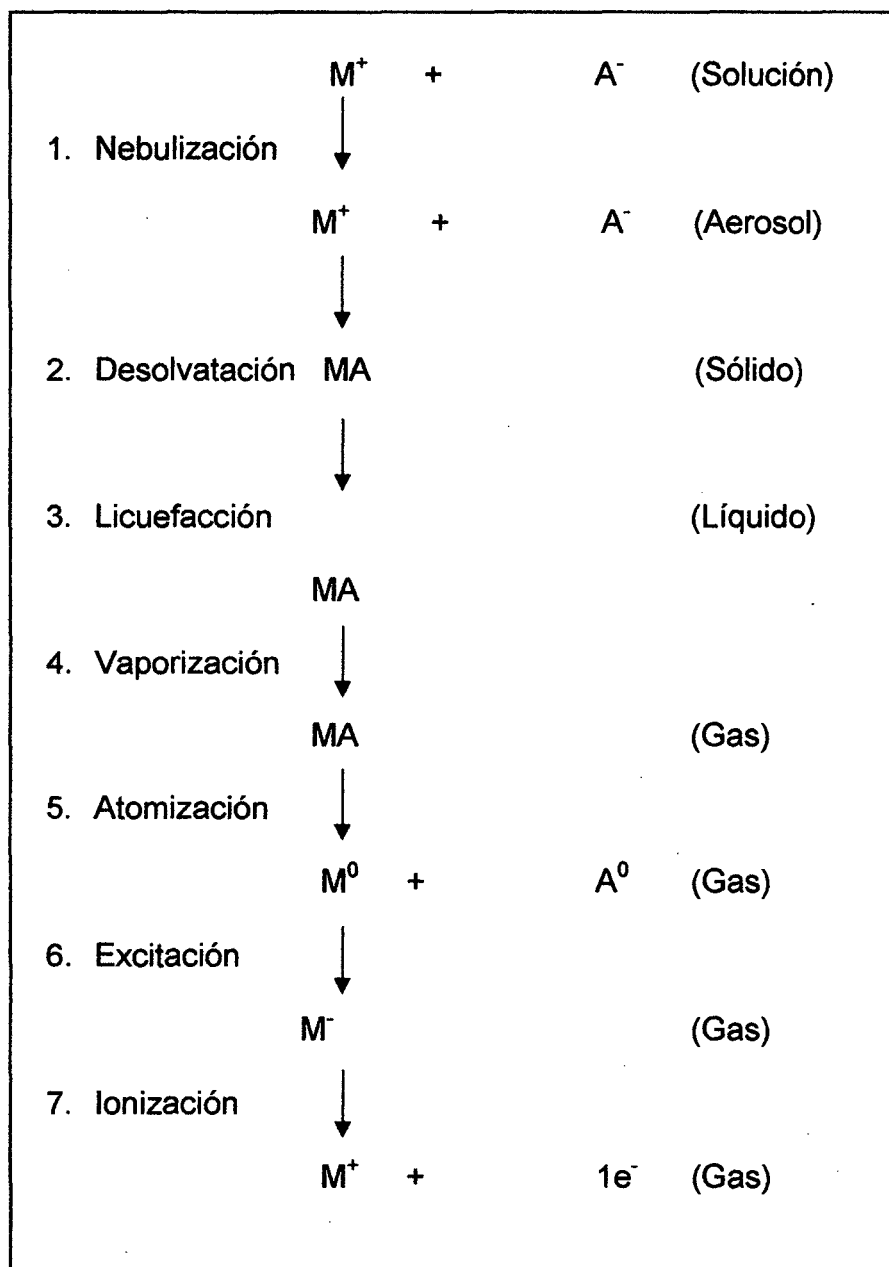 M⁺ + A⁻ (Solución)
1. Nebulización
M⁺ + A⁻ (Aerosol)
2. Desolvatación MA (Sólido)
3. Licuefacción (Líquido)
MA
4. Vaporización
MA (Gas)
5. Atomización
M⁰ + A⁰ (Gas)
6. Excitación
M⁻ (Gas)
7. Ionización
M⁺ + 1e⁻ (Gas)